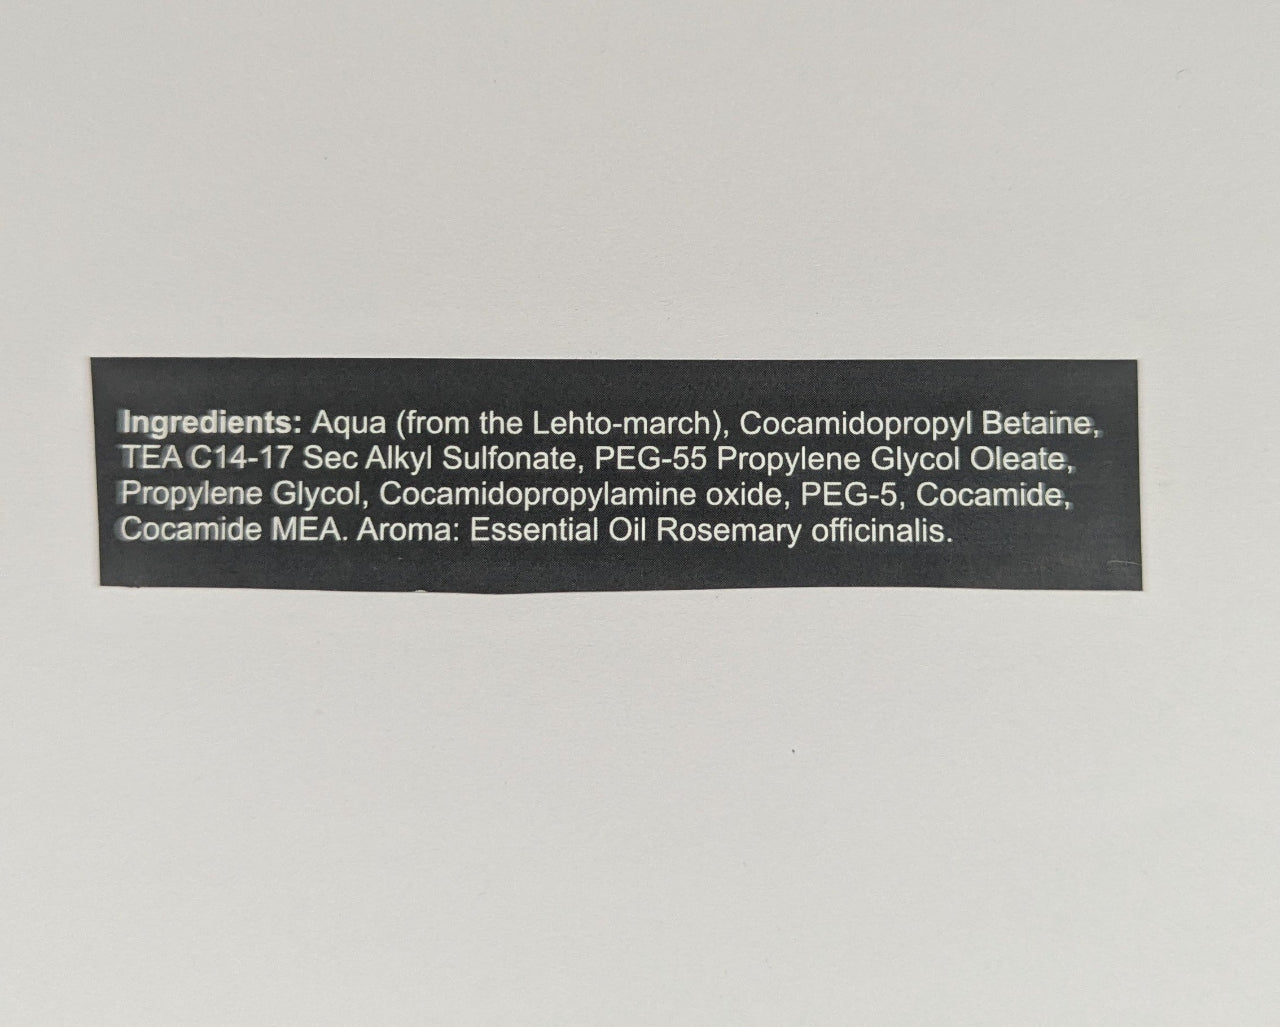 Ingredients: Aqua (from the Lehto-march), Cocamidopropyl Betaine,
TEA C14-17 Sec Alkyl Sulfonate, PEG-55 Propylene Glycol Oleate,
Propylene Glycol, Cocamidopropylamine oxide, PEG-5, Cocamide,
Cocamide MEA. Aroma: Essential Oil Rosemary officinalis.